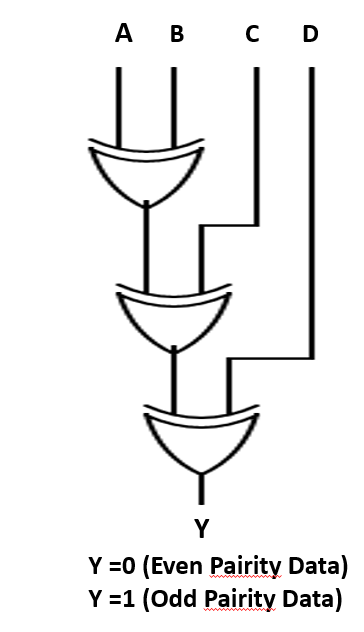 A B C D
Y
Y =0 (Even Pairity Data)
Y =1 (Odd Pairity Data)